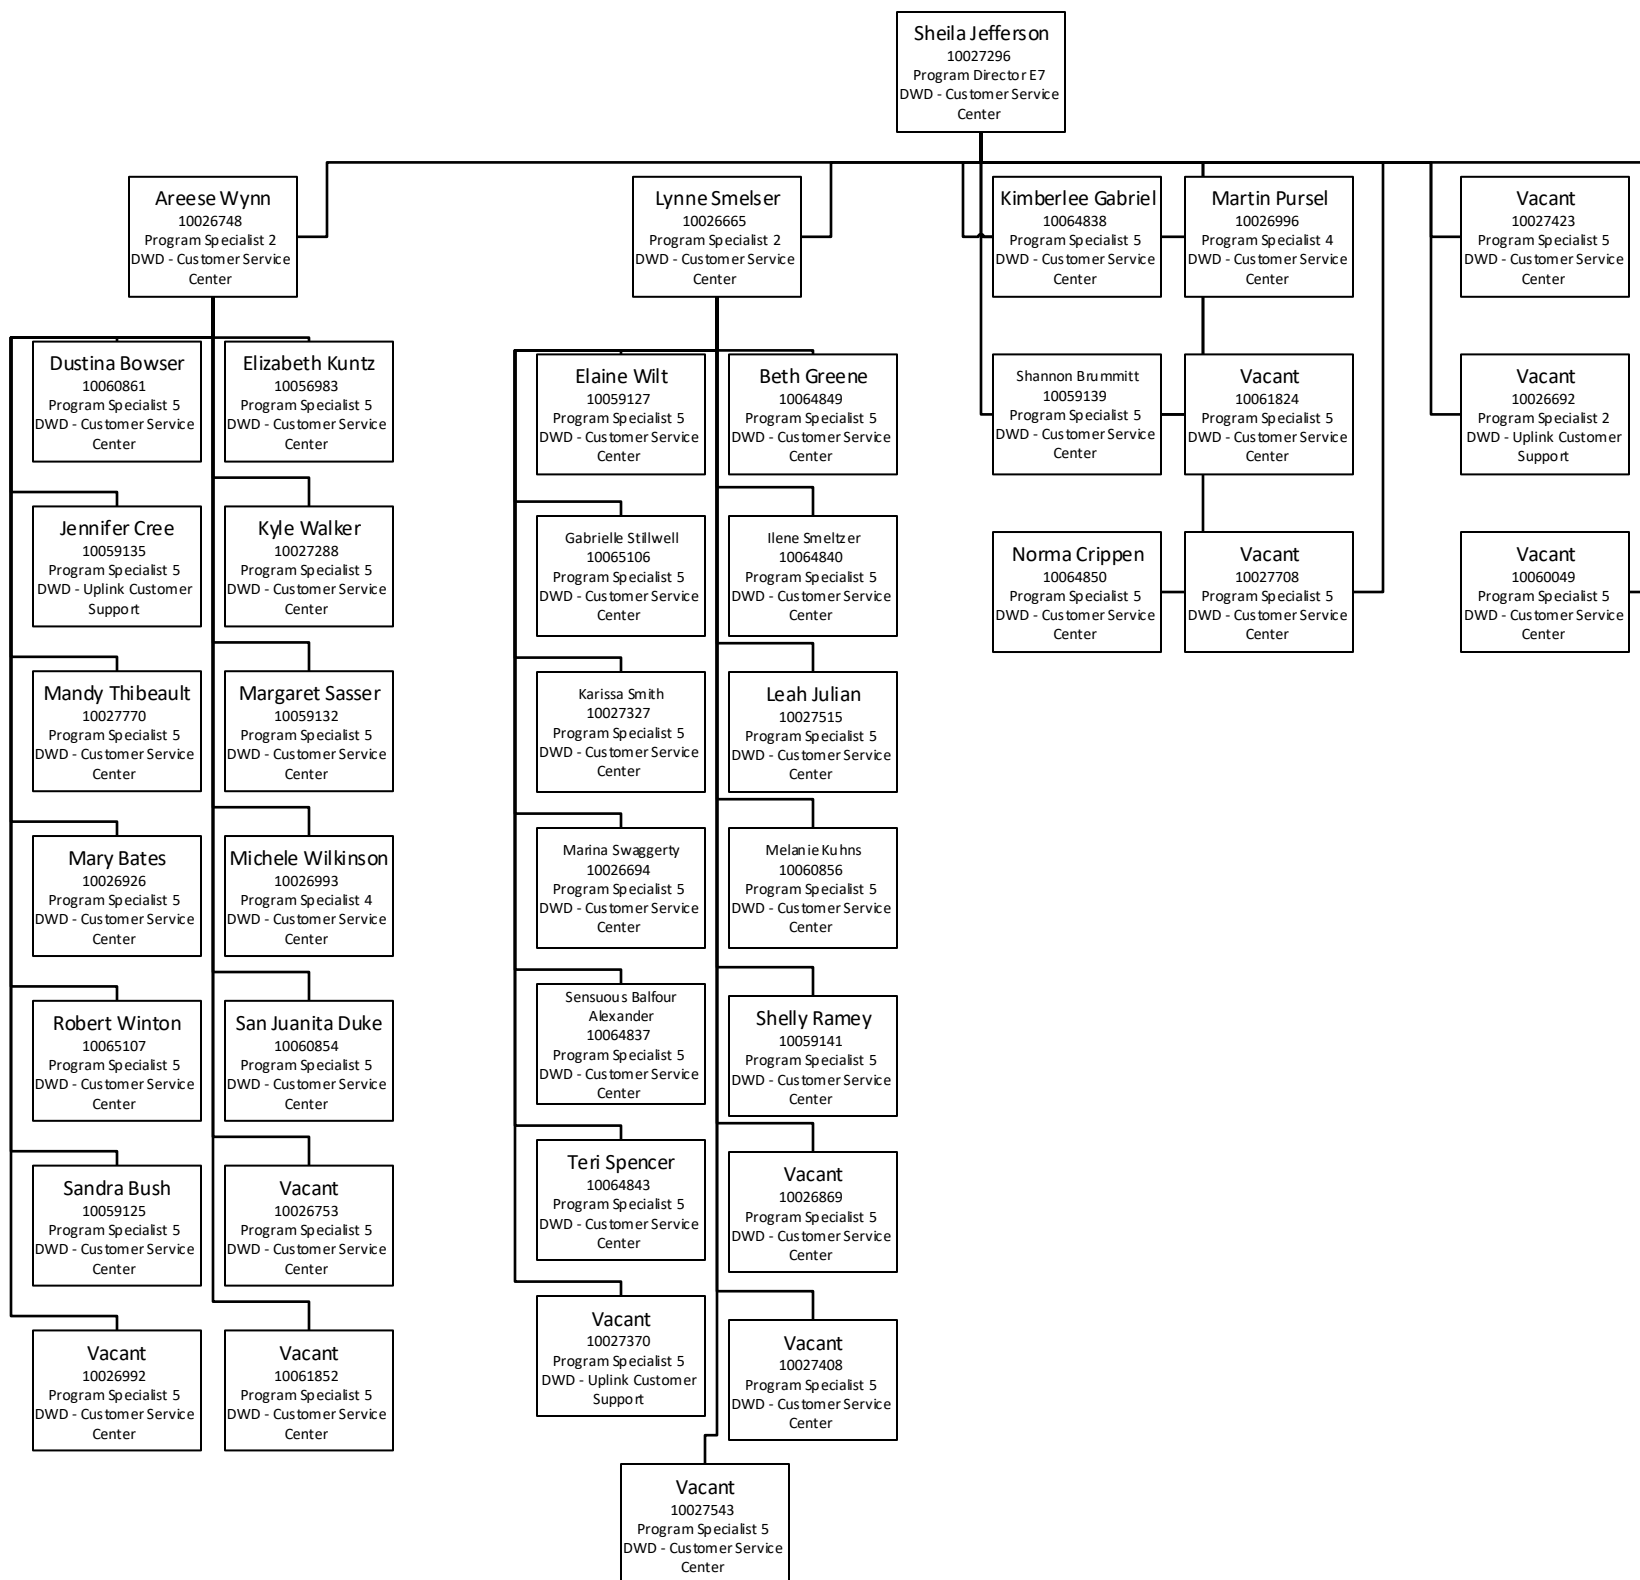 Sheila Jefferson
10027296
Program Director E7
DWD - Customer Service
Center
Areese Wynn
10026748
Program Specialist 2
DWD - Customer Service
Center
Lynne Smelser
10026665
Program Specialist 2
DWD - Customer Service
Center
Kimberlee Gabriel
10064838
Program Specialist 5
DWD - Customer Service
Center
Martin Pursel
10026996
Program Specialist 4
DWD - Customer Service
Center
Vacant
10027423
Program Specialist 5
DWD - Customer Service
Center
Dustina Bowser
10060861
Program Specialist 5
DWD - Customer Service
Center
Elizabeth Kuntz
10056983
Program Specialist 5
DWD - Customer Service
Center
Elaine Wilt
10059127
Program Specialist 5
DWD - Customer Service
Center
Beth Greene
10064849
Program Specialist 5
DWD - Customer Service
Center
Shannon Brummitt
10059139
Program Specialist 5
DWD - Customer Service
Center
Vacant
10061824
Program Specialist 5
DWD - Customer Service
Center
Vacant
10026692
Program Specialist 2
DWD - Uplink Customer
Support
Jennifer Cree
10059135
Program Specialist 5
DWD - Uplink Customer
Support
Kyle Walker
10027288
Program Specialist 5
DWD - Customer Service
Center
Gabrielle Stillwell
10065106
Program Specialist 5
DWD - Customer Service
Center
Ilene Smeltzer
10064840
Program Specialist 5
DWD - Customer Service
Center
Norma Crippen
10064850
Program Specialist 5
DWD - Customer Service
Center
Vacant
10027708
Program Specialist 5
DWD - Customer Service
Center
Vacant
10060049
Program Specialist 5
DWD - Customer Service
Center
Mandy Thibeault
10027770
Program Specialist 5
DWD - Customer Service
Center
Margaret Sasser
10059132
Program Specialist 5
DWD - Customer Service
Center
Karissa Smith
10027327
Program Specialist 5
DWD - Customer Service
Center
Leah Julian
10027515
Program Specialist 5
DWD - Customer Service
Center
Mary Bates
10026926
Program Specialist 5
DWD - Customer Service
Center
Michele Wilkinson
10026993
Program Specialist 4
DWD - Customer Service
Center
Marina Swaggerty
10026694
Program Specialist 5
DWD - Customer Service
Center
Melanie Kuhns
10060856
Program Specialist 5
DWD - Customer Service
Center
Robert Winton
10065107
Program Specialist 5
DWD - Customer Service
Center
San Juanita Duke
10060854
Program Specialist 5
DWD - Customer Service
Center
Sensuous Balfour
Alexander
10064837
Program Specialist 5
DWD - Customer Service
Center
Shelly Ramey
10059141
Program Specialist 5
DWD - Customer Service
Center
Sandra Bush
10059125
Program Specialist 5
DWD - Customer Service
Center
Vacant
10026753
Program Specialist 5
DWD - Customer Service
Center
Teri Spencer
10064843
Program Specialist 5
DWD - Customer Service
Center
Vacant
10026869
Program Specialist 5
DWD - Customer Service
Center
Vacant
10026992
Program Specialist 5
DWD - Customer Service
Center
Vacant
10061852
Program Specialist 5
DWD - Customer Service
Center
Vacant
10027370
Program Specialist 5
DWD - Uplink Customer
Support
Vacant
10027408
Program Specialist 5
DWD - Customer Service
Center
Vacant
10027543
Program Specialist 5
DWD - Customer Service
Center